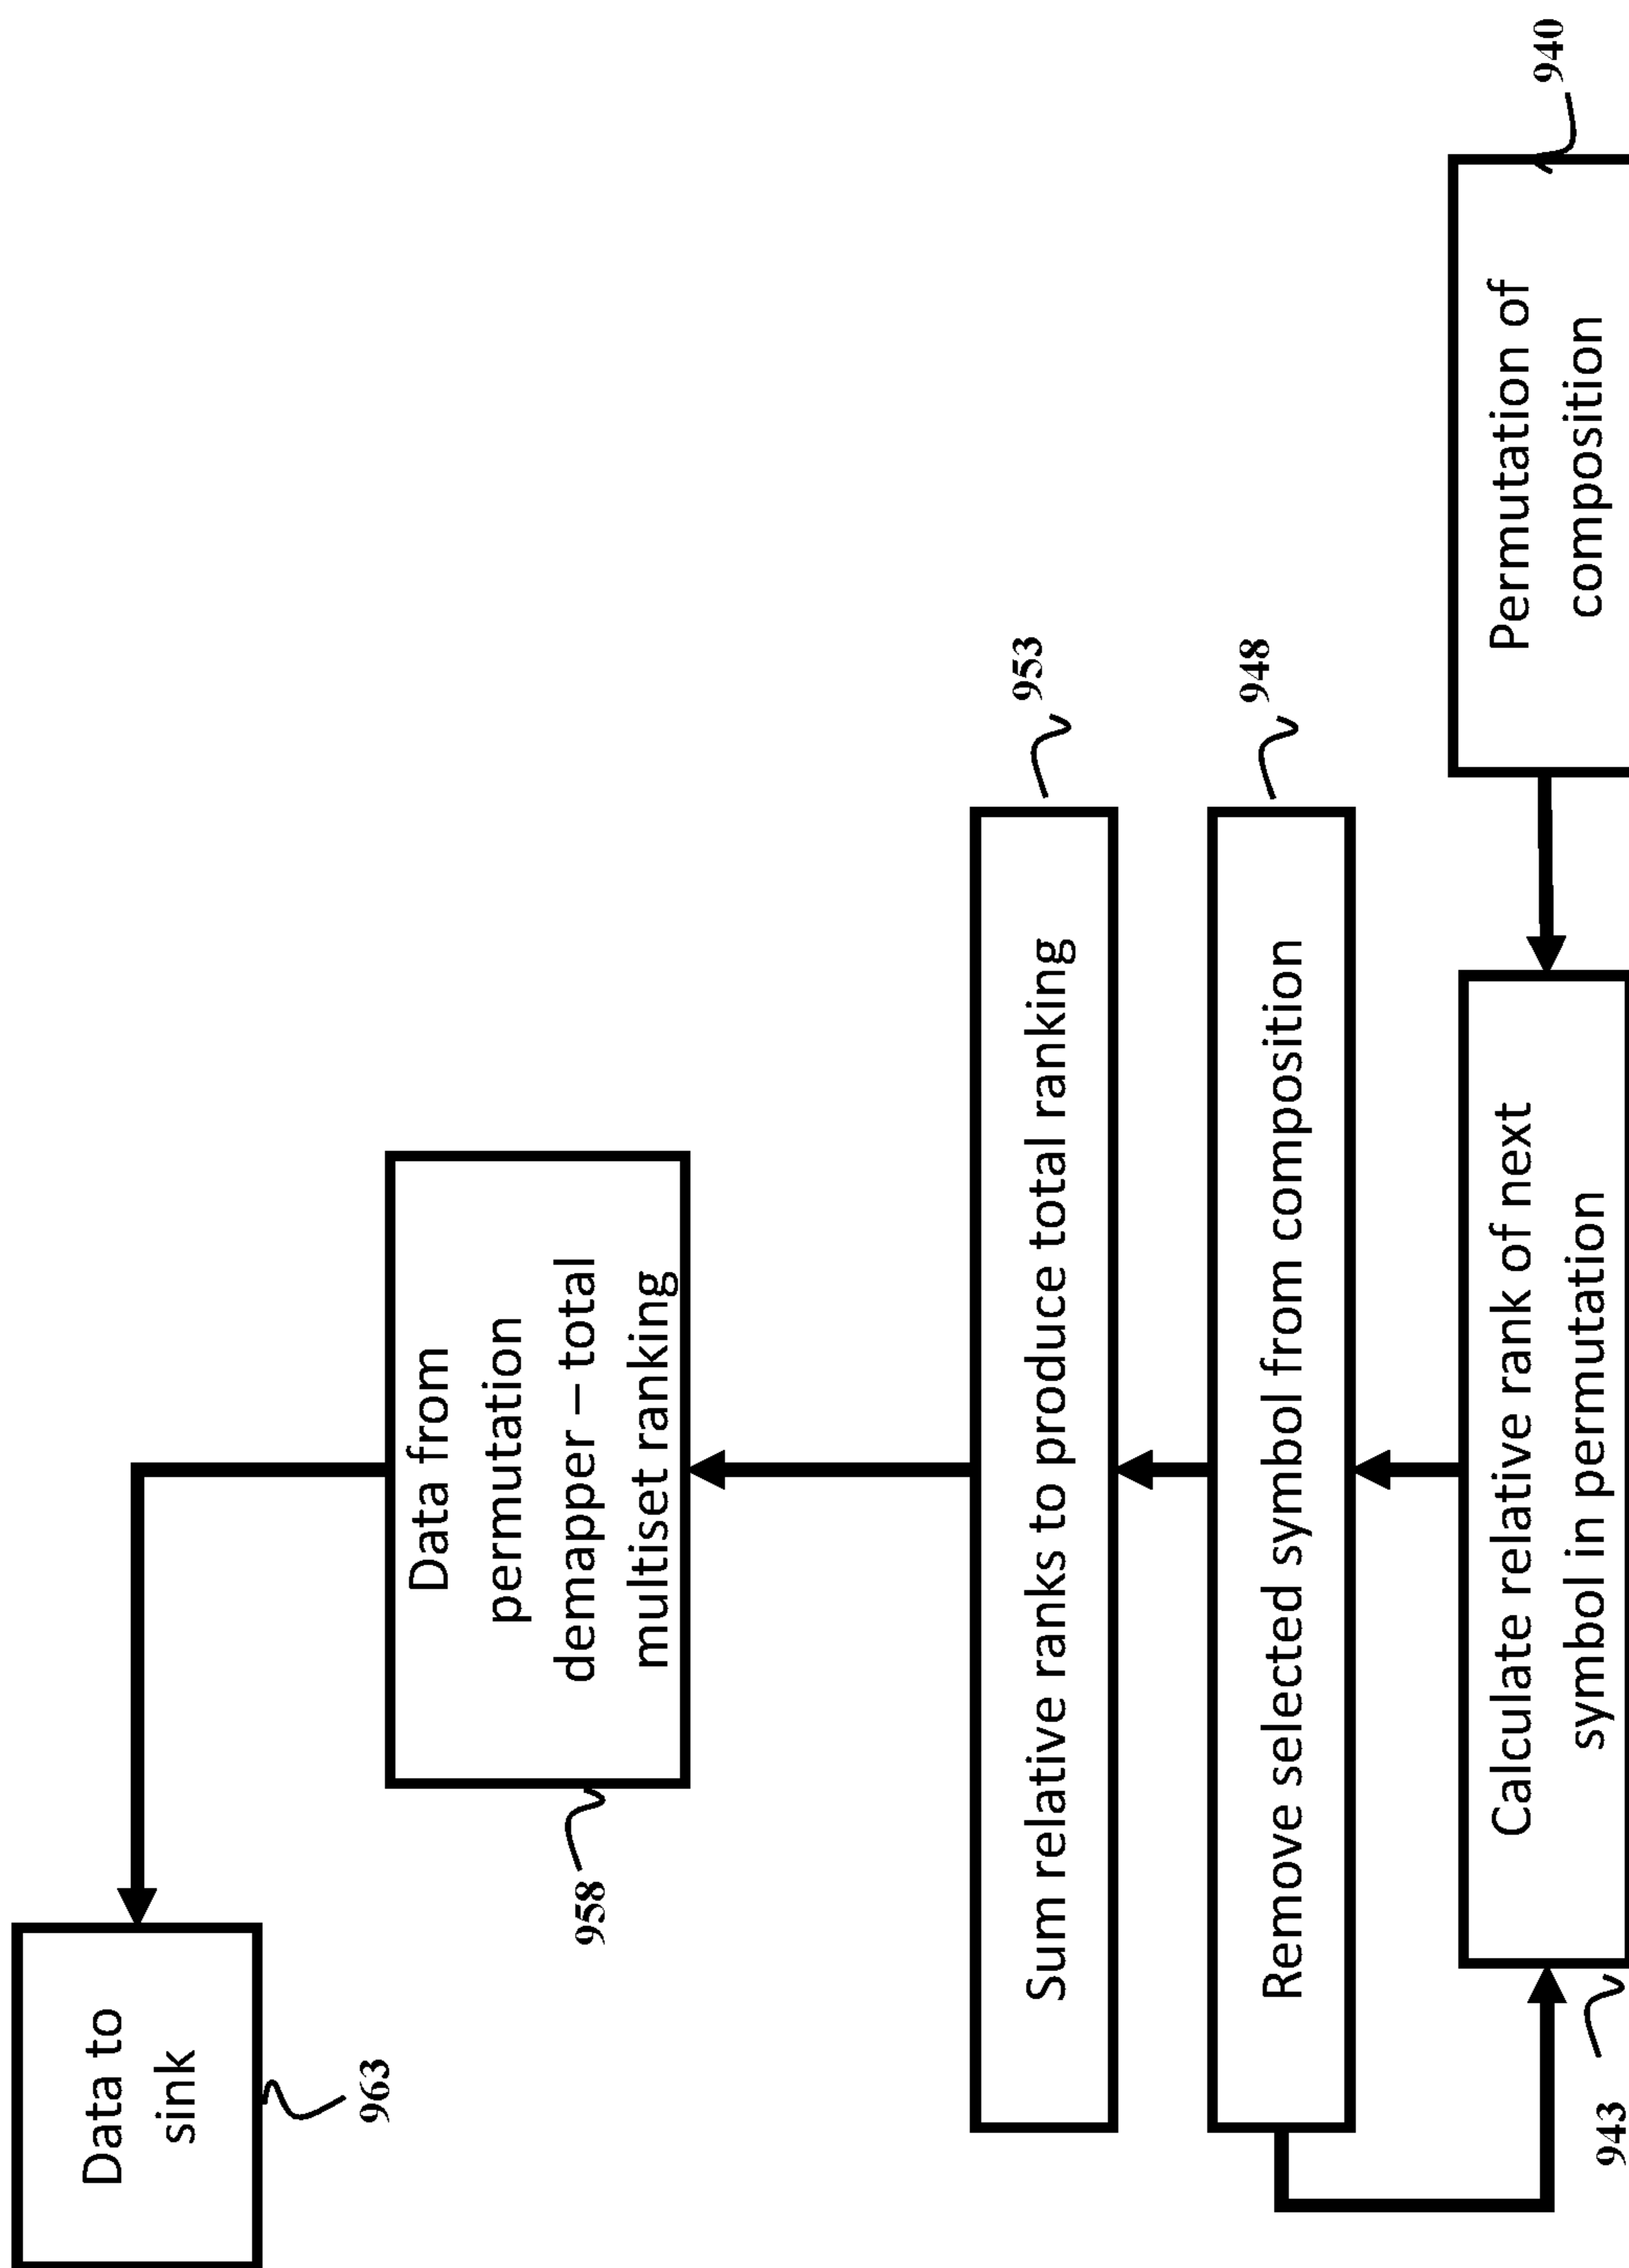 Data to
sink
963
Data from
permutation
demapper – total
multiset ranking
958
Sum relative ranks to produce total ranking
953
Remove selected symbol from composition
948
Calculate relative rank of next
symbol in permutation
943
Permutation of
composition
940